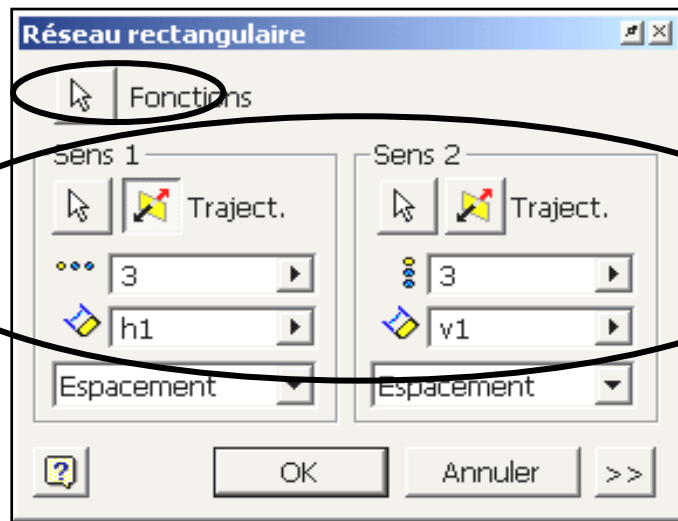 Réseau rectangulaire
Fonctions
Sens 1
Sens 2
Traject.
Traject.
3
3
h1
v1
Espacement
Espacement
?
OK
Annuler
>>